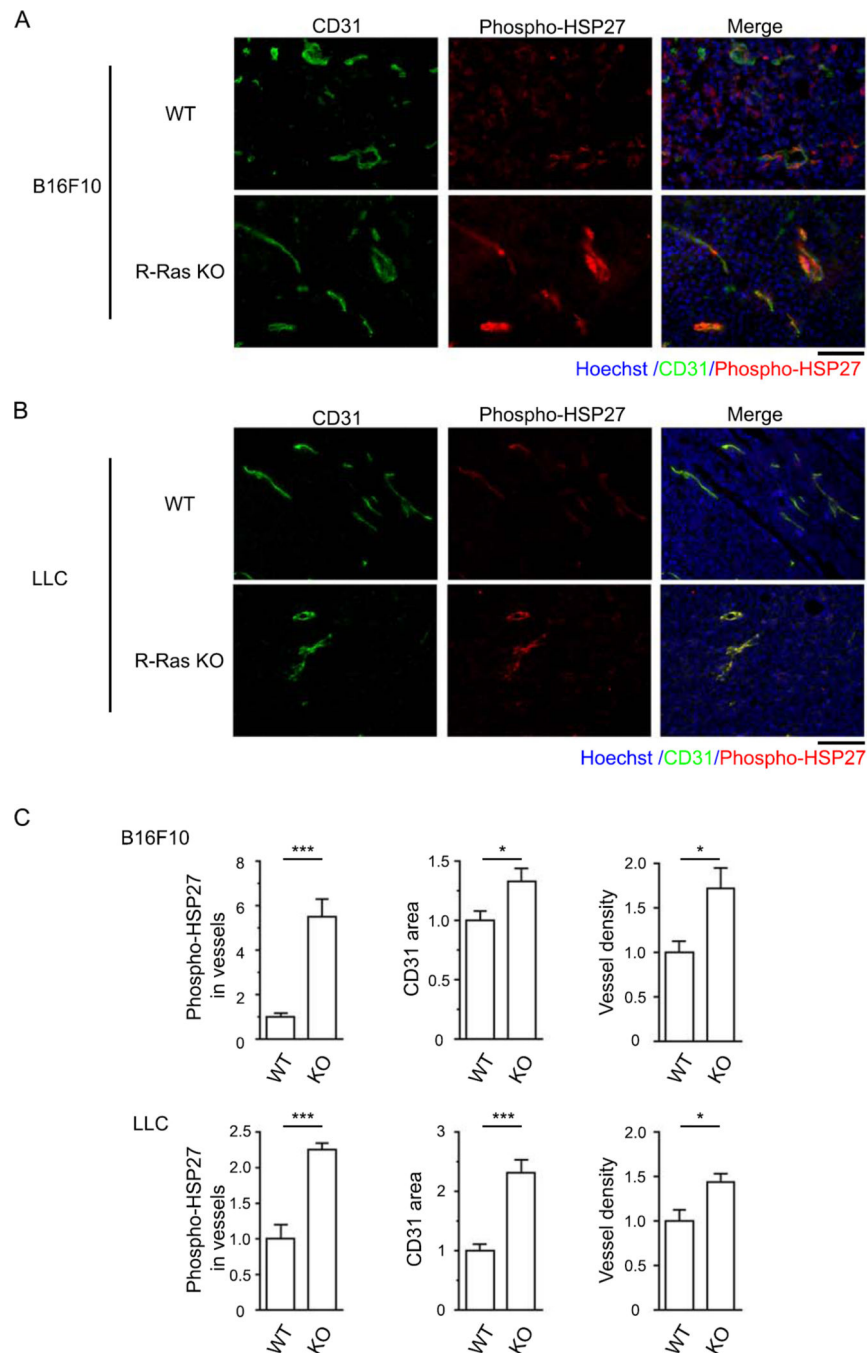 A
CD31 Phospho-HSP27 Merge
WT
B16F10
R-Ras KO
Hoechst /CD31/Phospho-HSP27
B
CD31 Phospho-HSP27 Merge
WT
LLC
R-Ras KO
Hoechst /CD31/Phospho-HSP27
C
B16F10
Phospho-HSP27
in vessels
8
6
4
2
0
***
WT KO
CD31 area
1.5
1.0
0.5
0
*
WT KO
Vessel density
2.0
1.5
1.0
0.5
0
*
WT KO
LLC
Phospho-HSP27
in vessels
2.5
2.0
1.5
1.0
0.5
0
***
WT KO
CD31 area
3
2
1
0
***
WT KO
Vessel density
2.0
1.5
1.0
0.5
0
*
WT KO